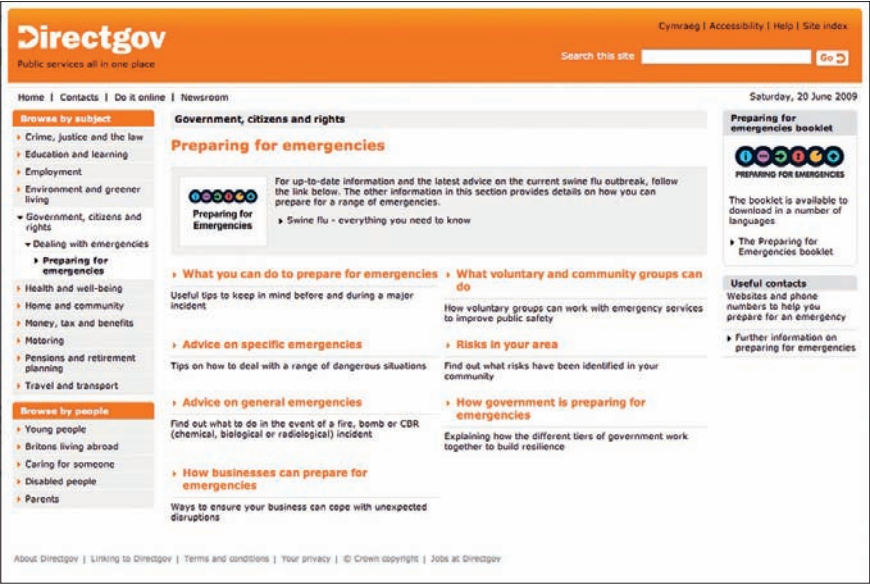 Directgov
Public services all in one place
Cymraeg | Accessibility | Help | Site index
Search this site
Go
Home | Contacts | Do it online | Newsroom
Saturday, 20 June 2009
Browse by subject
Crime, justice and the law
Education and learning
Employment
Environment and greener
living
Government, citizens and
rights
Dealing with emergencies
Preparing for
emergencies
Health and well-being
Home and community
Money, tax and benefits
Motoring
Pensions and retirement
planning
Travel and transport
Browse by people
Young people
Britons living abroad
Caring for someone
Disabled people
Parents
Government, citizens and rights
Preparing for emergencies
Preparing for
Emergencies
For up-to-date information and the latest advice on the current swine flu outbreak, follow
the link below. The other information in this section provides details on how you can
prepare for a range of emergencies.
Swine flu - everything you need to know
What you can do to prepare for emergencies
Useful tips to keep in mind before and during a major
incident
Advice on specific emergencies
Tips on how to deal with a range of dangerous situations
Advice on general emergencies
Find out what to do in the event of a fire, bomb or CBR
(chemical, biological or radiological) incident
How businesses can prepare for
emergencies
Ways to ensure your business can cope with unexpected
disruptions
What voluntary and community groups can
do
How voluntary groups can work with emergency services
to improve public safety
Risks in your area
Find out what risks have been identified in your
community
How government is preparing for
emergencies
Explaining how the different tiers of government work
together to build resilience
Preparing for
emergencies booklet
PREPARING FOR EMERGENCIES
The booklet is available to
download in a number of
languages
The Preparing for
Emergencies booklet
Useful contacts
Websites and phone
numbers to help you
prepare for an emergency
Further information on
preparing for emergencies
About Directgov | Linking to Directgov | Terms and conditions | Your privacy | © Crown copyright | Jobs at Directgov